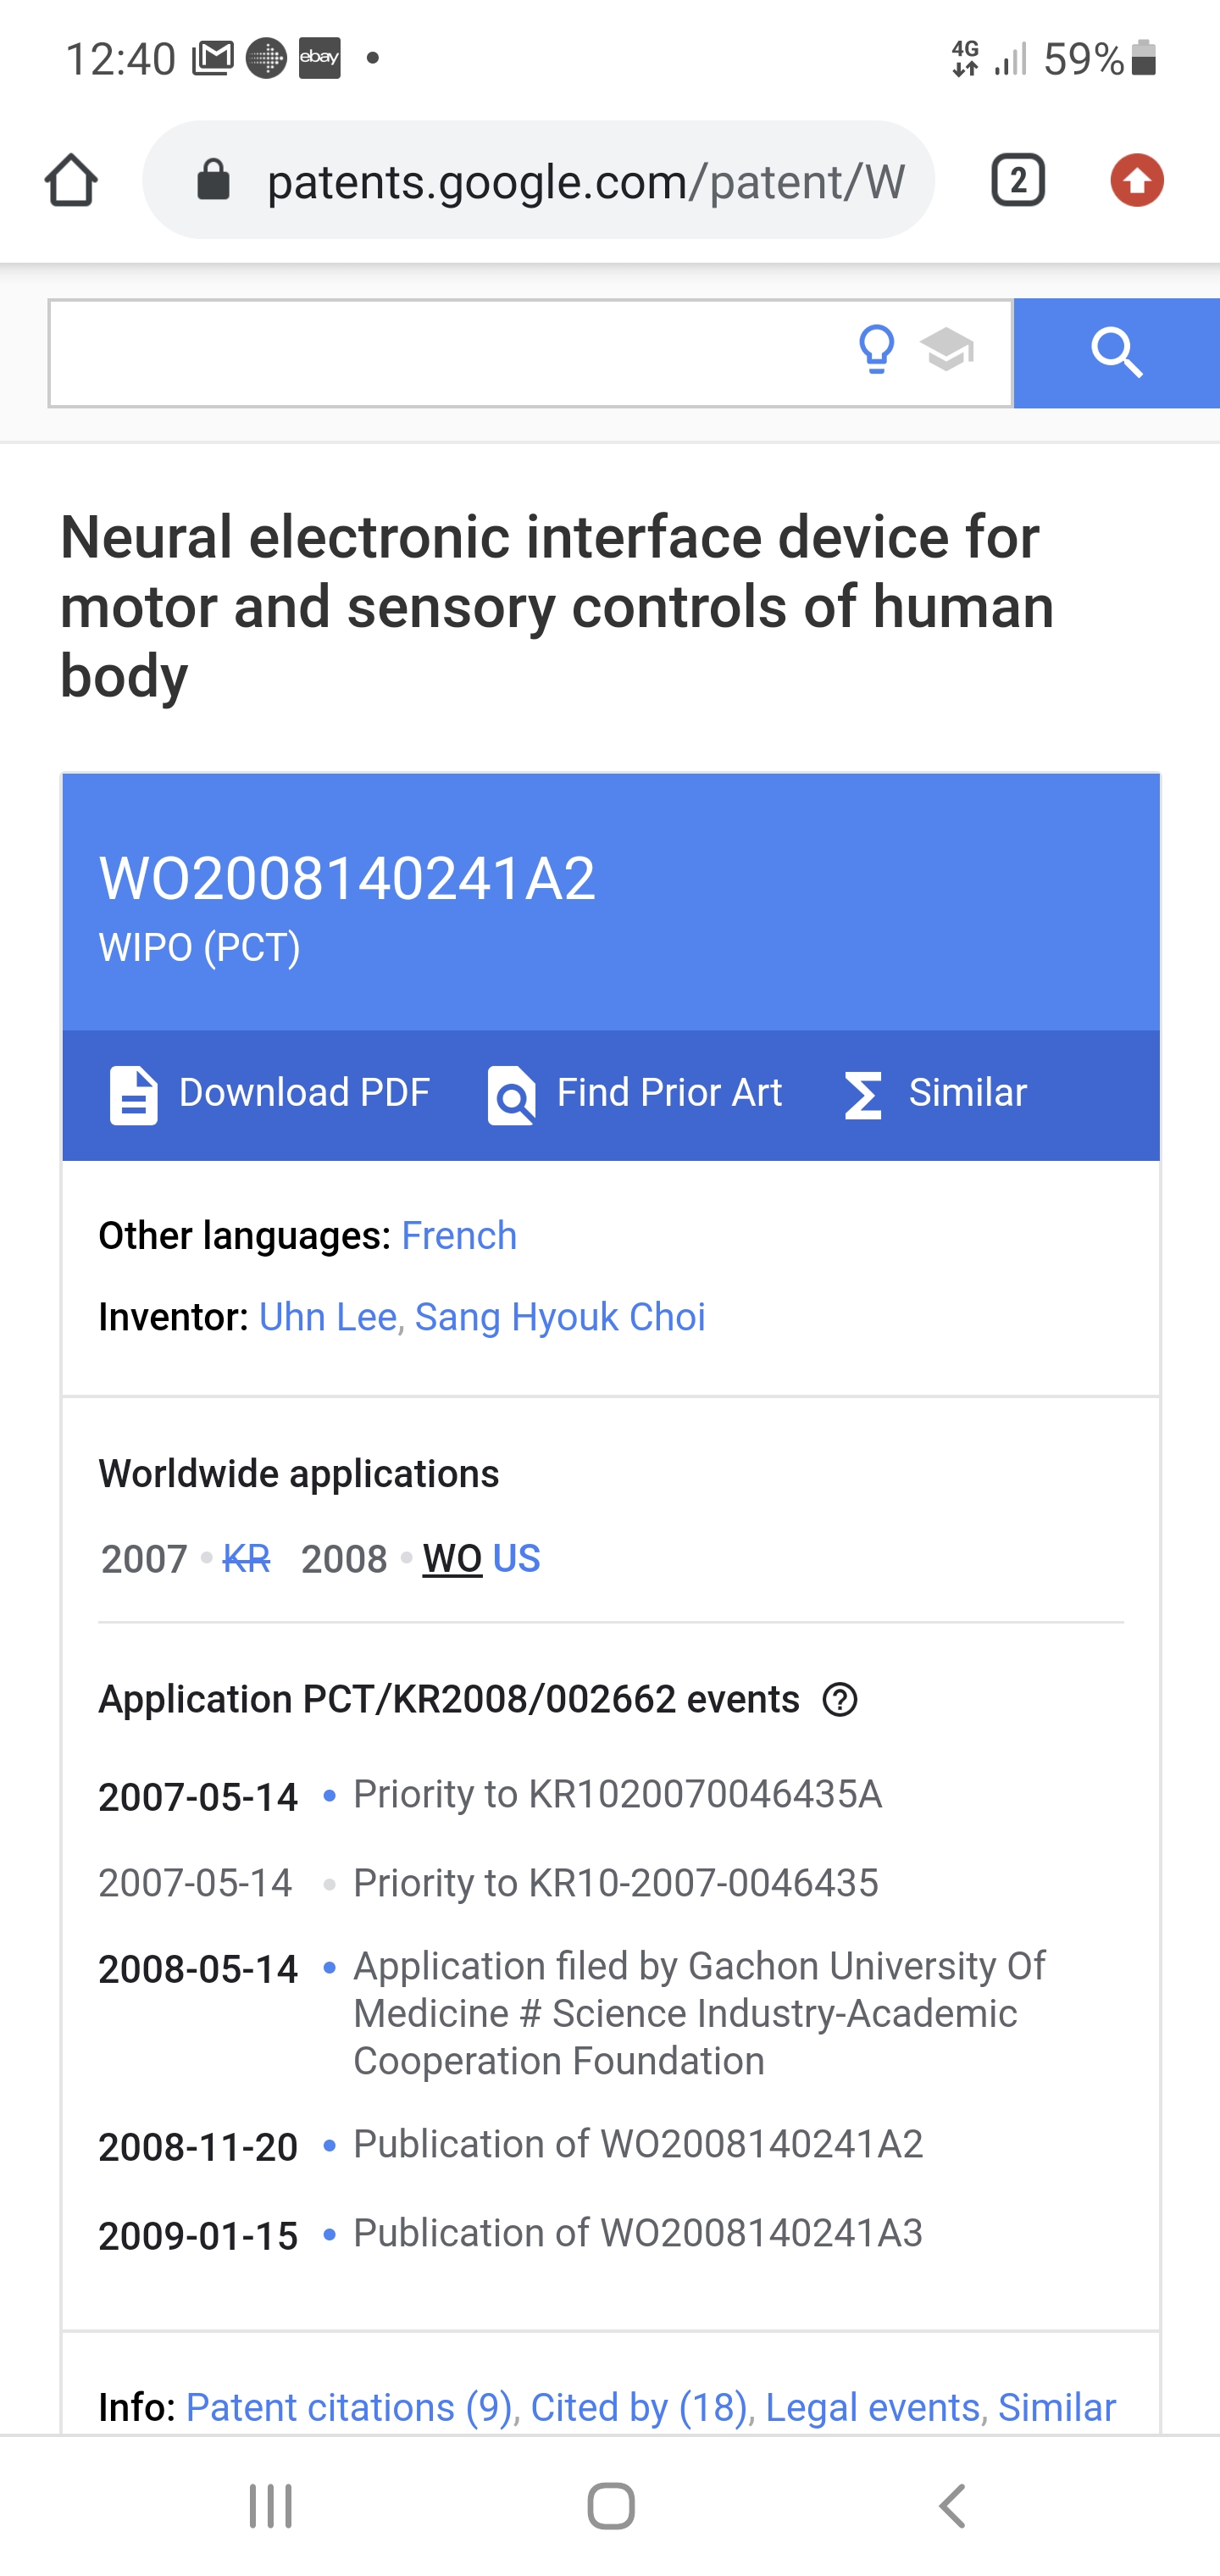 12:40 ebay 4G 59%
patents.google.com/patent/W 2
Neural electronic interface device for
motor and sensory controls of human
body
WO2008140241A2
WIPO (PCT)
Download PDF Find Prior Art Similar
Other languages: French
Inventor: Uhn Lee, Sang Hyouk Choi
Worldwide applications
2007 KR 2008 WO US
Application PCT/KR2008/002662 events
2007-05-14 • Priority to KR1020070046435A
2007-05-14 • Priority to KR10-2007-0046435
2008-05-14 • Application filed by Gachon University Of
Medicine # Science Industry-Academic
Cooperation Foundation
2008-11-20 • Publication of WO2008140241A2
2009-01-15 • Publication of WO2008140241A3
Info: Patent citations (9), Cited by (18), Legal events, Similar